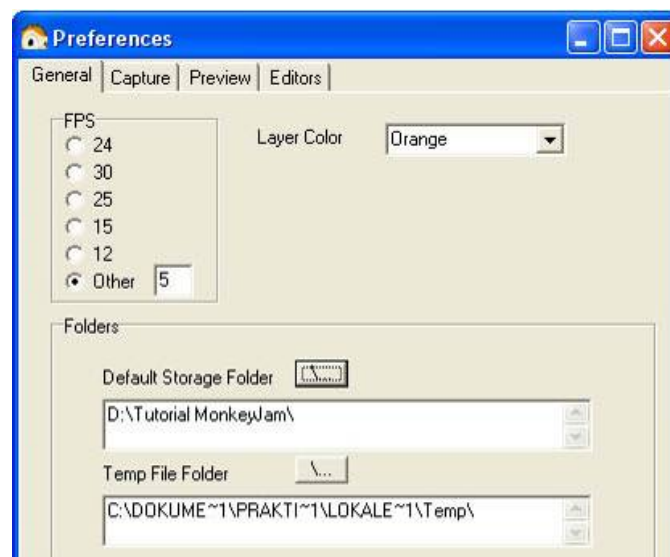 Preferences
General Capture Preview Editors
FPS
24
30
25
15
12
Other 5
Layer Color Orange
Folders
Default Storage Folder \...
D:\Tutorial MonkeyJam\
Temp File Folder \...
C:\DOKUME~1\PRAKTI~1\LOKALE~1\Temp\